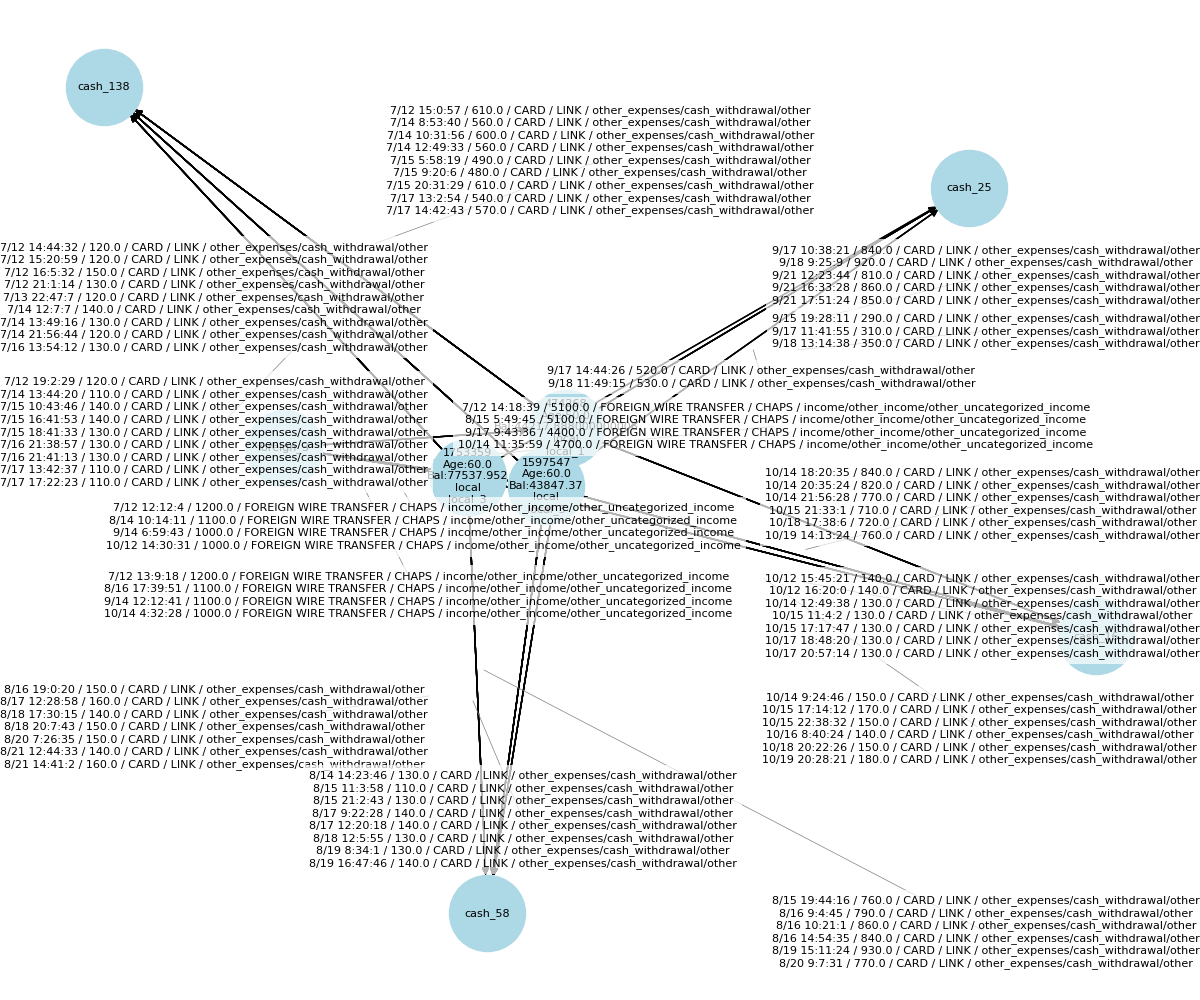 cash_138
7/12 15:0:57 / 610.0 / CARD / LINK / other_expenses/cash_withdrawal/other
7/14 8:53:40 / 560.0 / CARD / LINK / other_expenses/cash_withdrawal/other
7/14 10:31:56 / 600.0 / CARD / LINK / other_expenses/cash_withdrawal/other
7/14 12:49:33 / 560.0 / CARD / LINK / other_expenses/cash_withdrawal/other
7/15 5:58:19 / 490.0 / CARD / LINK / other_expenses/cash_withdrawal/other
7/15 9:20:6 / 480.0 / CARD / LINK / other_expenses/cash_withdrawal/other
7/15 20:31:29 / 610.0 / CARD / LINK / other_expenses/cash_withdrawal/other
7/17 13:2:54 / 540.0 / CARD / LINK / other_expenses/cash_withdrawal/other
7/17 14:42:43 / 570.0 / CARD / LINK / other_expenses/cash_withdrawal/other
cash_25
7/12 14:44:32 / 120.0 / CARD / LINK / other_expenses/cash_withdrawal/other
7/12 15:20:59 / 120.0 / CARD / LINK / other_expenses/cash_withdrawal/other
7/12 16:5:32 / 150.0 / CARD / LINK / other_expenses/cash_withdrawal/other
7/12 21:1:14 / 130.0 / CARD / LINK / other_expenses/cash_withdrawal/other
7/13 22:47:7 / 120.0 / CARD / LINK / other_expenses/cash_withdrawal/other
7/14 12:7:7 / 140.0 / CARD / LINK / other_expenses/cash_withdrawal/other
7/14 13:49:16 / 130.0 / CARD / LINK / other_expenses/cash_withdrawal/other
7/14 21:56:44 / 120.0 / CARD / LINK / other_expenses/cash_withdrawal/other
7/16 13:54:12 / 130.0 / CARD / LINK / other_expenses/cash_withdrawal/other
9/17 10:38:21 / 840.0 / CARD / LINK / other_expenses/cash_withdrawal/other
9/18 9:25:9 / 920.0 / CARD / LINK / other_expenses/cash_withdrawal/other
9/21 12:23:44 / 810.0 / CARD / LINK / other_expenses/cash_withdrawal/other
9/21 16:33:28 / 860.0 / CARD / LINK / other_expenses/cash_withdrawal/other
9/21 17:51:24 / 850.0 / CARD / LINK / other_expenses/cash_withdrawal/other
9/15 19:28:11 / 290.0 / CARD / LINK / other_expenses/cash_withdrawal/other
9/17 11:41:55 / 310.0 / CARD / LINK / other_expenses/cash_withdrawal/other
9/18 13:14:38 / 350.0 / CARD / LINK / other_expenses/cash_withdrawal/other
9/17 14:44:26 / 520.0 / CARD / LINK / other_expenses/cash_withdrawal/other
9/18 11:49:15 / 530.0 / CARD / LINK / other_expenses/cash_withdrawal/other
7/12 19:2:29 / 120.0 / CARD / LINK / other_expenses/cash_withdrawal/other
7/14 13:44:20 / 110.0 / CARD / LINK / other_expenses/cash_withdrawal/other
7/15 10:43:46 / 140.0 / CARD / LINK / other_expenses/cash_withdrawal/other
7/15 16:41:53 / 140.0 / CARD / LINK / other_expenses/cash_withdrawal/other
7/15 18:41:33 / 130.0 / CARD / LINK / other_expenses/cash_withdrawal/other
7/16 21:38:57 / 130.0 / CARD / LINK / other_expenses/cash_withdrawal/other
7/16 21:41:13 / 130.0 / CARD / LINK / other_expenses/cash_withdrawal/other
7/17 13:42:37 / 110.0 / CARD / LINK / other_expenses/cash_withdrawal/other
7/17 17:22:23 / 110.0 / CARD / LINK / other_expenses/cash_withdrawal/other
7/12 14:18:39 / 5100.0 / FOREIGN WIRE TRANSFER / CHAPS / income/other_income/other_uncategorized_income
8/15 5:49:45 / 5100.0 / FOREIGN WIRE TRANSFER / CHAPS / income/other_income/other_uncategorized_income
9/17 9:43:36 / 4400.0 / FOREIGN WIRE TRANSFER / CHAPS / income/other_income/other_uncategorized_income
10/14 11:35:59 / 4700.0 / FOREIGN WIRE TRANSFER / CHAPS / income/other_income/other_uncategorized_income
local_1
Age:60.0
Bal:77537.952
local
local_3
1597547
Age:60.0
Bal:43847.37
local
10/14 18:20:35 / 840.0 / CARD / LINK / other_expenses/cash_withdrawal/other
10/14 20:35:24 / 820.0 / CARD / LINK / other_expenses/cash_withdrawal/other
10/14 21:56:28 / 770.0 / CARD / LINK / other_expenses/cash_withdrawal/other
10/15 21:33:1 / 710.0 / CARD / LINK / other_expenses/cash_withdrawal/other
10/18 17:38:6 / 720.0 / CARD / LINK / other_expenses/cash_withdrawal/other
10/19 14:13:24 / 760.0 / CARD / LINK / other_expenses/cash_withdrawal/other
7/12 12:12:4 / 1200.0 / FOREIGN WIRE TRANSFER / CHAPS / income/other_income/other_uncategorized_income
8/14 10:14:11 / 1100.0 / FOREIGN WIRE TRANSFER / CHAPS / income/other_income/other_uncategorized_income
9/14 6:59:43 / 1000.0 / FOREIGN WIRE TRANSFER / CHAPS / income/other_income/other_uncategorized_income
10/12 14:30:31 / 1000.0 / FOREIGN WIRE TRANSFER / CHAPS / income/other_income/other_uncategorized_income
7/12 13:9:18 / 1200.0 / FOREIGN WIRE TRANSFER / CHAPS / income/other_income/other_uncategorized_income
8/16 17:39:51 / 1100.0 / FOREIGN WIRE TRANSFER / CHAPS / income/other_income/other_uncategorized_income
9/14 12:12:41 / 1100.0 / FOREIGN WIRE TRANSFER / CHAPS / income/other_income/other_uncategorized_income
10/14 4:32:28 / 1000.0 / FOREIGN WIRE TRANSFER / CHAPS / income/other_income/other_uncategorized_income
10/12 15:45:21 / 140.0 / CARD / LINK / other_expenses/cash_withdrawal/other
10/12 16:20:0 / 140.0 / CARD / LINK / other_expenses/cash_withdrawal/other
10/14 12:49:38 / 130.0 / CARD / LINK / other_expenses/cash_withdrawal/other
10/15 11:4:2 / 130.0 / CARD / LINK / other_expenses/cash_withdrawal/other
10/15 17:17:47 / 130.0 / CARD / LINK / other_expenses/cash_withdrawal/other
10/17 18:48:20 / 130.0 / CARD / LINK / other_expenses/cash_withdrawal/other
10/17 20:57:14 / 130.0 / CARD / LINK / other_expenses/cash_withdrawal/other
8/16 19:0:20 / 150.0 / CARD / LINK / other_expenses/cash_withdrawal/other
8/17 12:28:58 / 160.0 / CARD / LINK / other_expenses/cash_withdrawal/other
8/18 17:30:15 / 140.0 / CARD / LINK / other_expenses/cash_withdrawal/other
8/18 20:7:43 / 150.0 / CARD / LINK / other_expenses/cash_withdrawal/other
8/20 7:26:35 / 150.0 / CARD / LINK / other_expenses/cash_withdrawal/other
8/21 12:44:33 / 140.0 / CARD / LINK / other_expenses/cash_withdrawal/other
8/21 14:41:2 / 160.0 / CARD / LINK / other_expenses/cash_withdrawal/other
10/14 9:24:46 / 150.0 / CARD / LINK / other_expenses/cash_withdrawal/other
10/15 17:14:12 / 170.0 / CARD / LINK / other_expenses/cash_withdrawal/other
10/15 22:38:32 / 150.0 / CARD / LINK / other_expenses/cash_withdrawal/other
10/16 8:40:24 / 140.0 / CARD / LINK / other_expenses/cash_withdrawal/other
10/18 20:22:26 / 150.0 / CARD / LINK / other_expenses/cash_withdrawal/other
10/19 20:28:21 / 180.0 / CARD / LINK / other_expenses/cash_withdrawal/other
8/14 14:23:46 / 130.0 / CARD / LINK / other_expenses/cash_withdrawal/other
8/15 11:3:58 / 110.0 / CARD / LINK / other_expenses/cash_withdrawal/other
8/15 21:2:43 / 130.0 / CARD / LINK / other_expenses/cash_withdrawal/other
8/17 9:22:28 / 140.0 / CARD / LINK / other_expenses/cash_withdrawal/other
8/17 12:20:18 / 140.0 / CARD / LINK / other_expenses/cash_withdrawal/other
8/18 12:5:55 / 130.0 / CARD / LINK / other_expenses/cash_withdrawal/other
8/19 8:34:1 / 130.0 / CARD / LINK / other_expenses/cash_withdrawal/other
8/19 16:47:46 / 140.0 / CARD / LINK / other_expenses/cash_withdrawal/other
cash_58
8/15 19:44:16 / 760.0 / CARD / LINK / other_expenses/cash_withdrawal/other
8/16 9:4:45 / 790.0 / CARD / LINK / other_expenses/cash_withdrawal/other
8/16 10:21:1 / 860.0 / CARD / LINK / other_expenses/cash_withdrawal/other
8/16 14:54:35 / 840.0 / CARD / LINK / other_expenses/cash_withdrawal/other
8/19 15:11:24 / 930.0 / CARD / LINK / other_expenses/cash_withdrawal/other
8/20 9:7:31 / 770.0 / CARD / LINK / other_expenses/cash_withdrawal/other